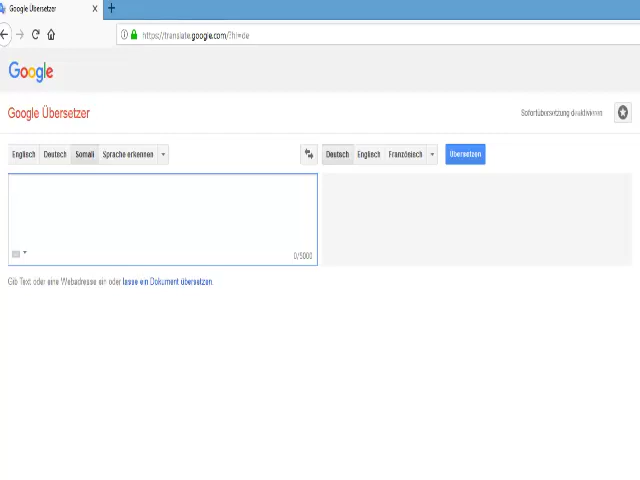 Google Übersetzer
https://translate.google.com/?hl=de
Google
Google Übersetzer
Sofortübersetzung deaktivieren
Englisch Deutsch Somali Sprache erkennen
Deutsch Englisch Französisch Übersetzen
0/5000
Gib Text oder eine Webadresse ein oder lasse ein Dokument übersetzen.